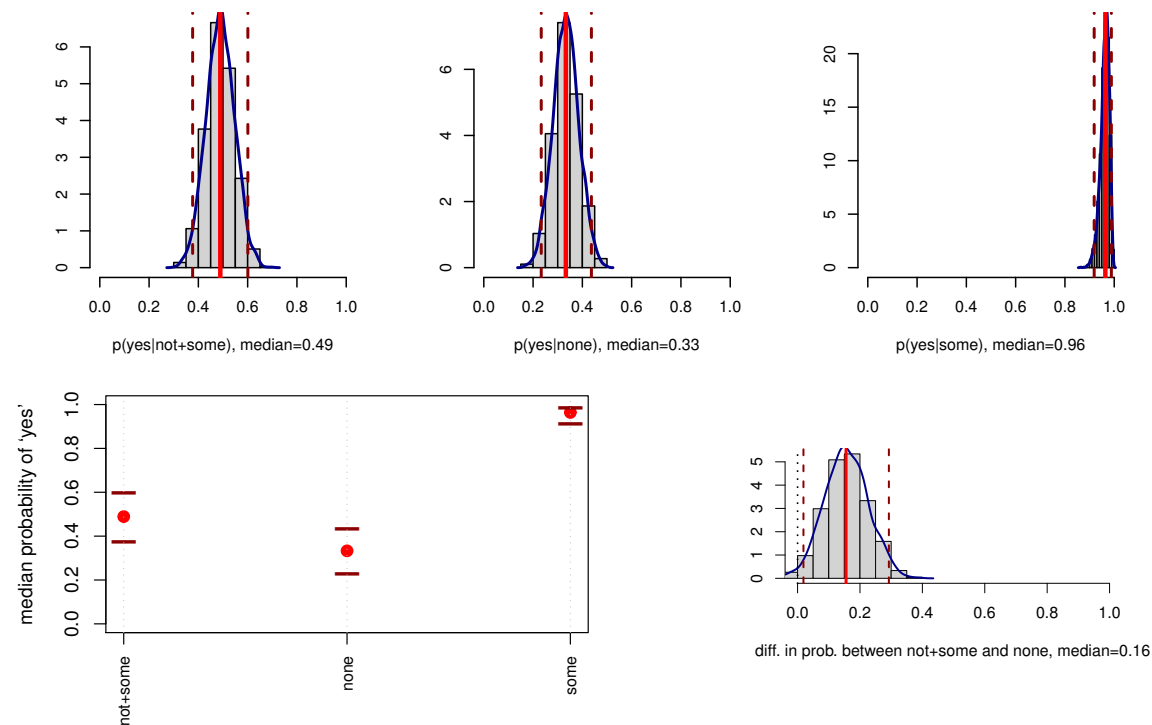 6
5
4
3
2
1
0
0.0 0.2 0.4 0.6 0.8 1.0
p(yes|not+some), median=0.49
6
4
2
0
0.0 0.2 0.4 0.6 0.8 1.0
p(yes|none), median=0.33
20
15
10
5
0
0.0 0.2 0.4 0.6 0.8 1.0
p(yes|some), median=0.96
median probability of ‘yes’
1.0
0.8
0.6
0.4
0.2
0.0
not+some
none
some
5
4
3
2
1
0
0.0 0.2 0.4 0.6 0.8 1.0
diff. in prob. between not+some and none, median=0.16